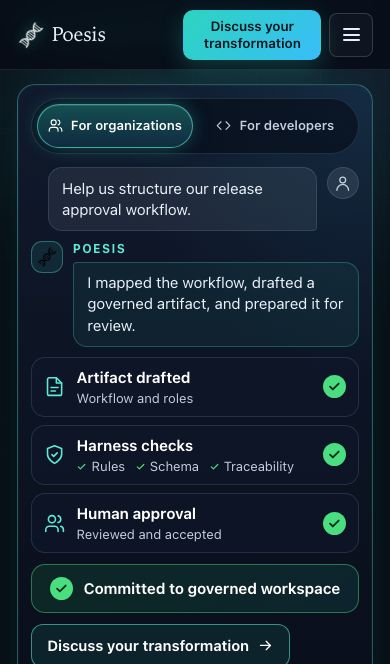 Poesis
Discuss your
transformation
For organizations
For developers
Help us structure our release
approval workflow.
POESIS
I mapped the workflow, drafted a
governed artifact, and prepared it for
review.
Artifact drafted
Workflow and roles
Harness checks
Rules Schema Traceability
Human approval
Reviewed and accepted
Committed to governed workspace
Discuss your transformation →